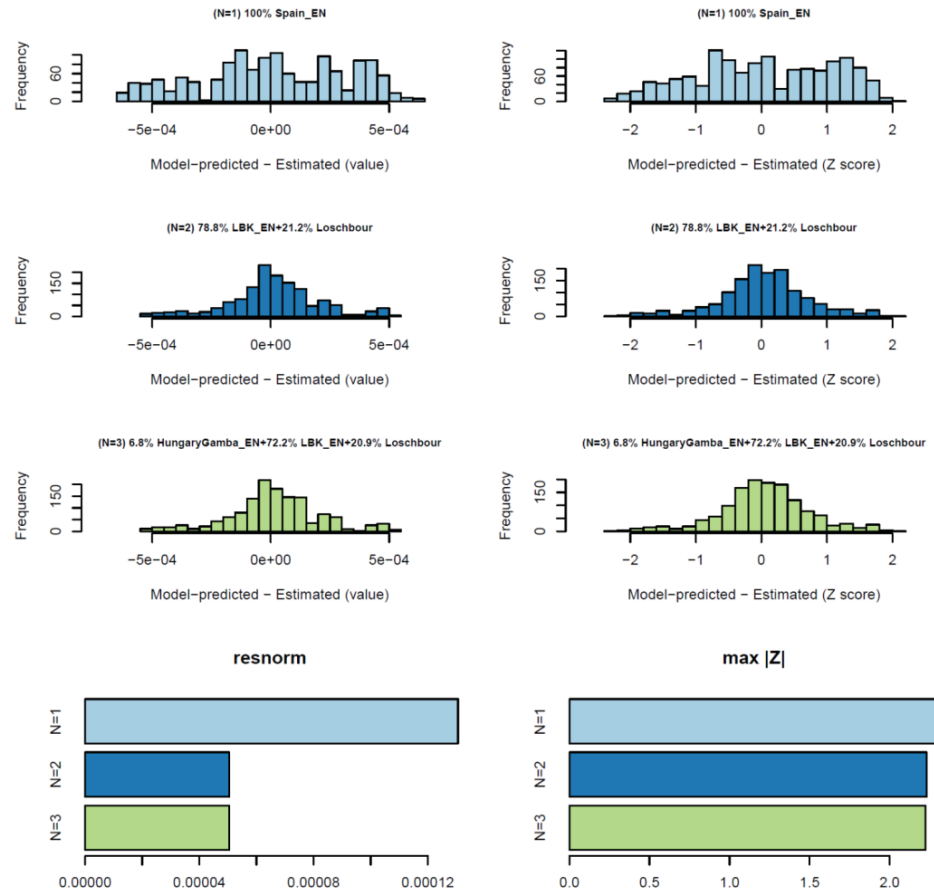 (N=1) 100% Spain_EN
Frequency
0 60
−5e−04 0e+00 5e−04
Model−predicted − Estimated (value)
(N=1) 100% Spain_EN
Frequency
0 60
−2 −1 0 1 2
Model−predicted − Estimated (Z score)
(N=2) 78.8% LBK_EN+21.2% Loschbour
Frequency
0 150
−5e−04 0e+00 5e−04
Model−predicted − Estimated (value)
(N=2) 78.8% LBK_EN+21.2% Loschbour
Frequency
0 150
−2 −1 0 1 2
Model−predicted − Estimated (Z score)
(N=3) 6.8% HungaryGamba_EN+72.2% LBK_EN+20.9% Loschbour
Frequency
0 150
−5e−04 0e+00 5e−04
Model−predicted − Estimated (value)
(N=3) 6.8% HungaryGamba_EN+72.2% LBK_EN+20.9% Loschbour
Frequency
0 150
−2 −1 0 1 2
Model−predicted − Estimated (Z score)
resnorm
N=1
N=2
N=3
0.00000 0.00004 0.00008 0.00012
max |Z|
N=1
N=2
N=3
0.0 0.5 1.0 1.5 2.0